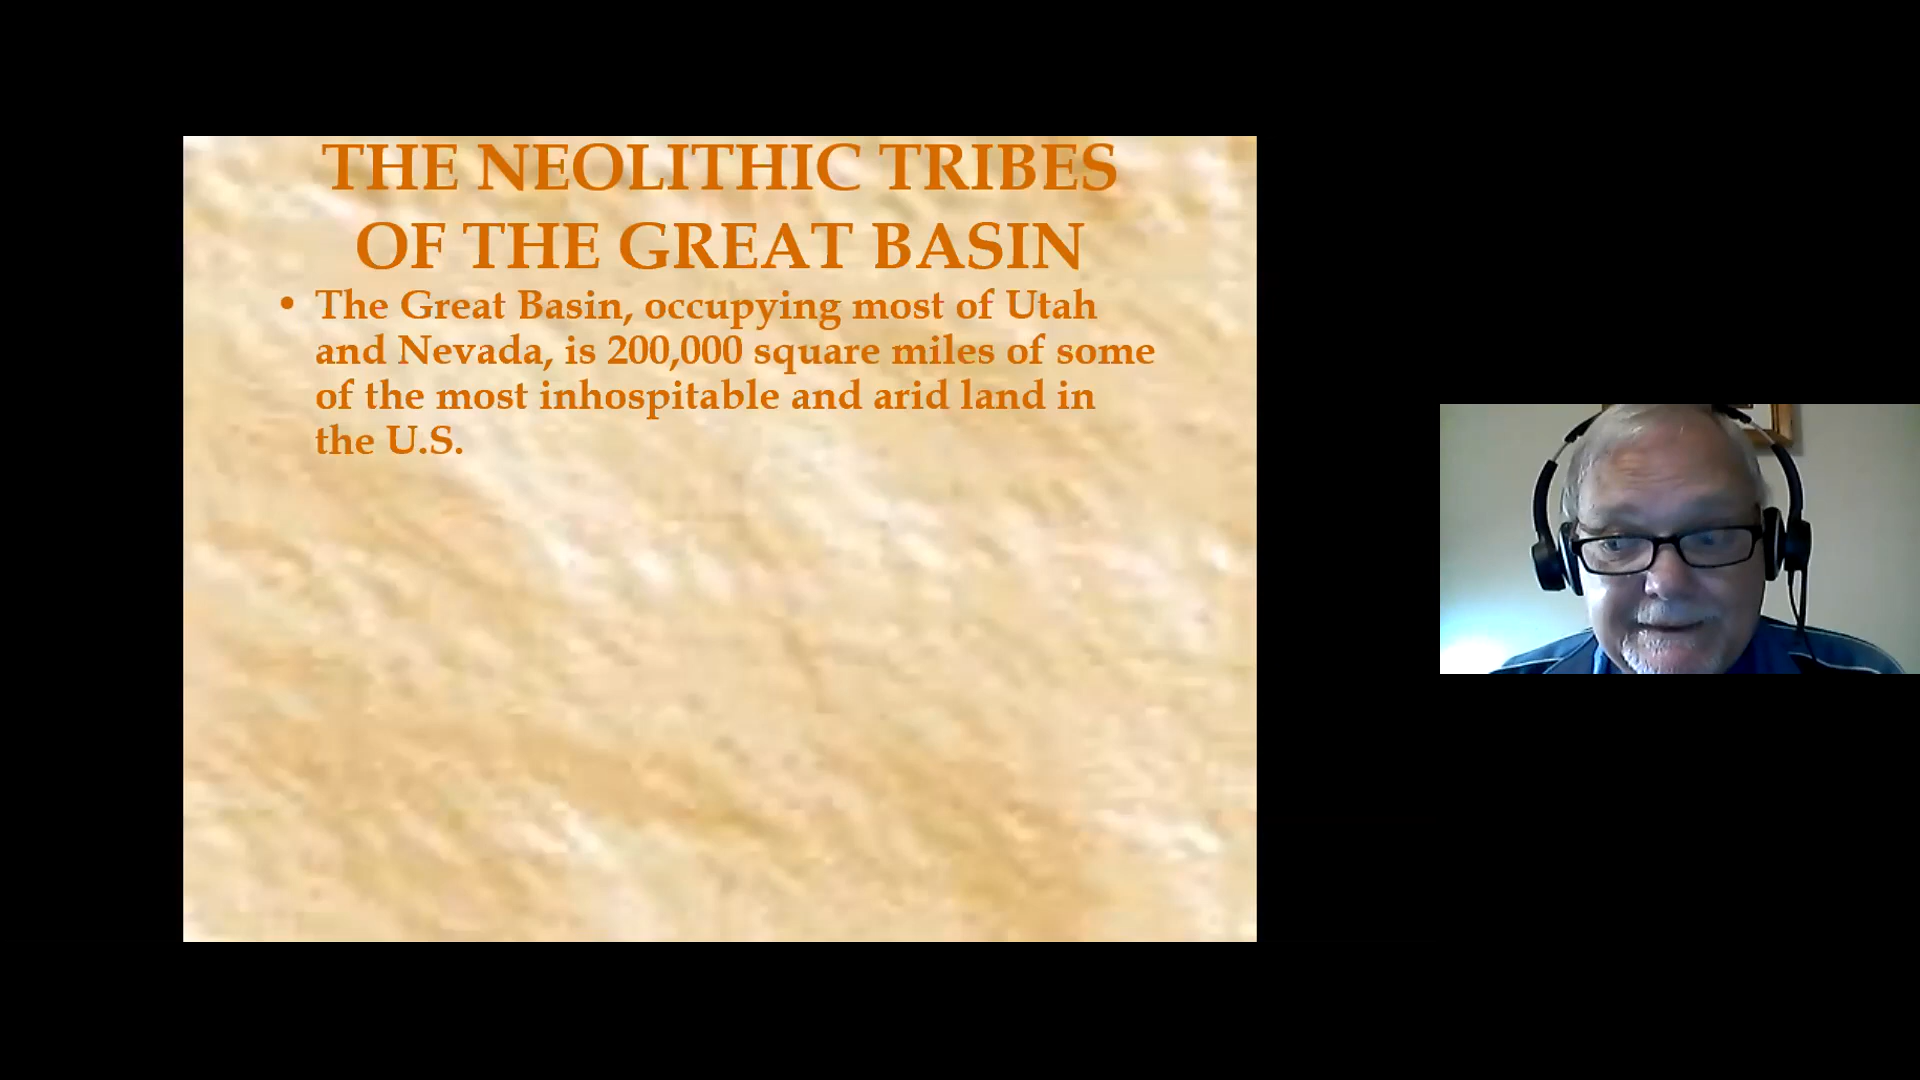 THE NEOLITHIC TRIBES
OF THE GREAT BASIN
• The Great Basin, occupying most of Utah
and Nevada, is 200,000 square miles of some
of the most inhospitable and arid land in
the U.S.